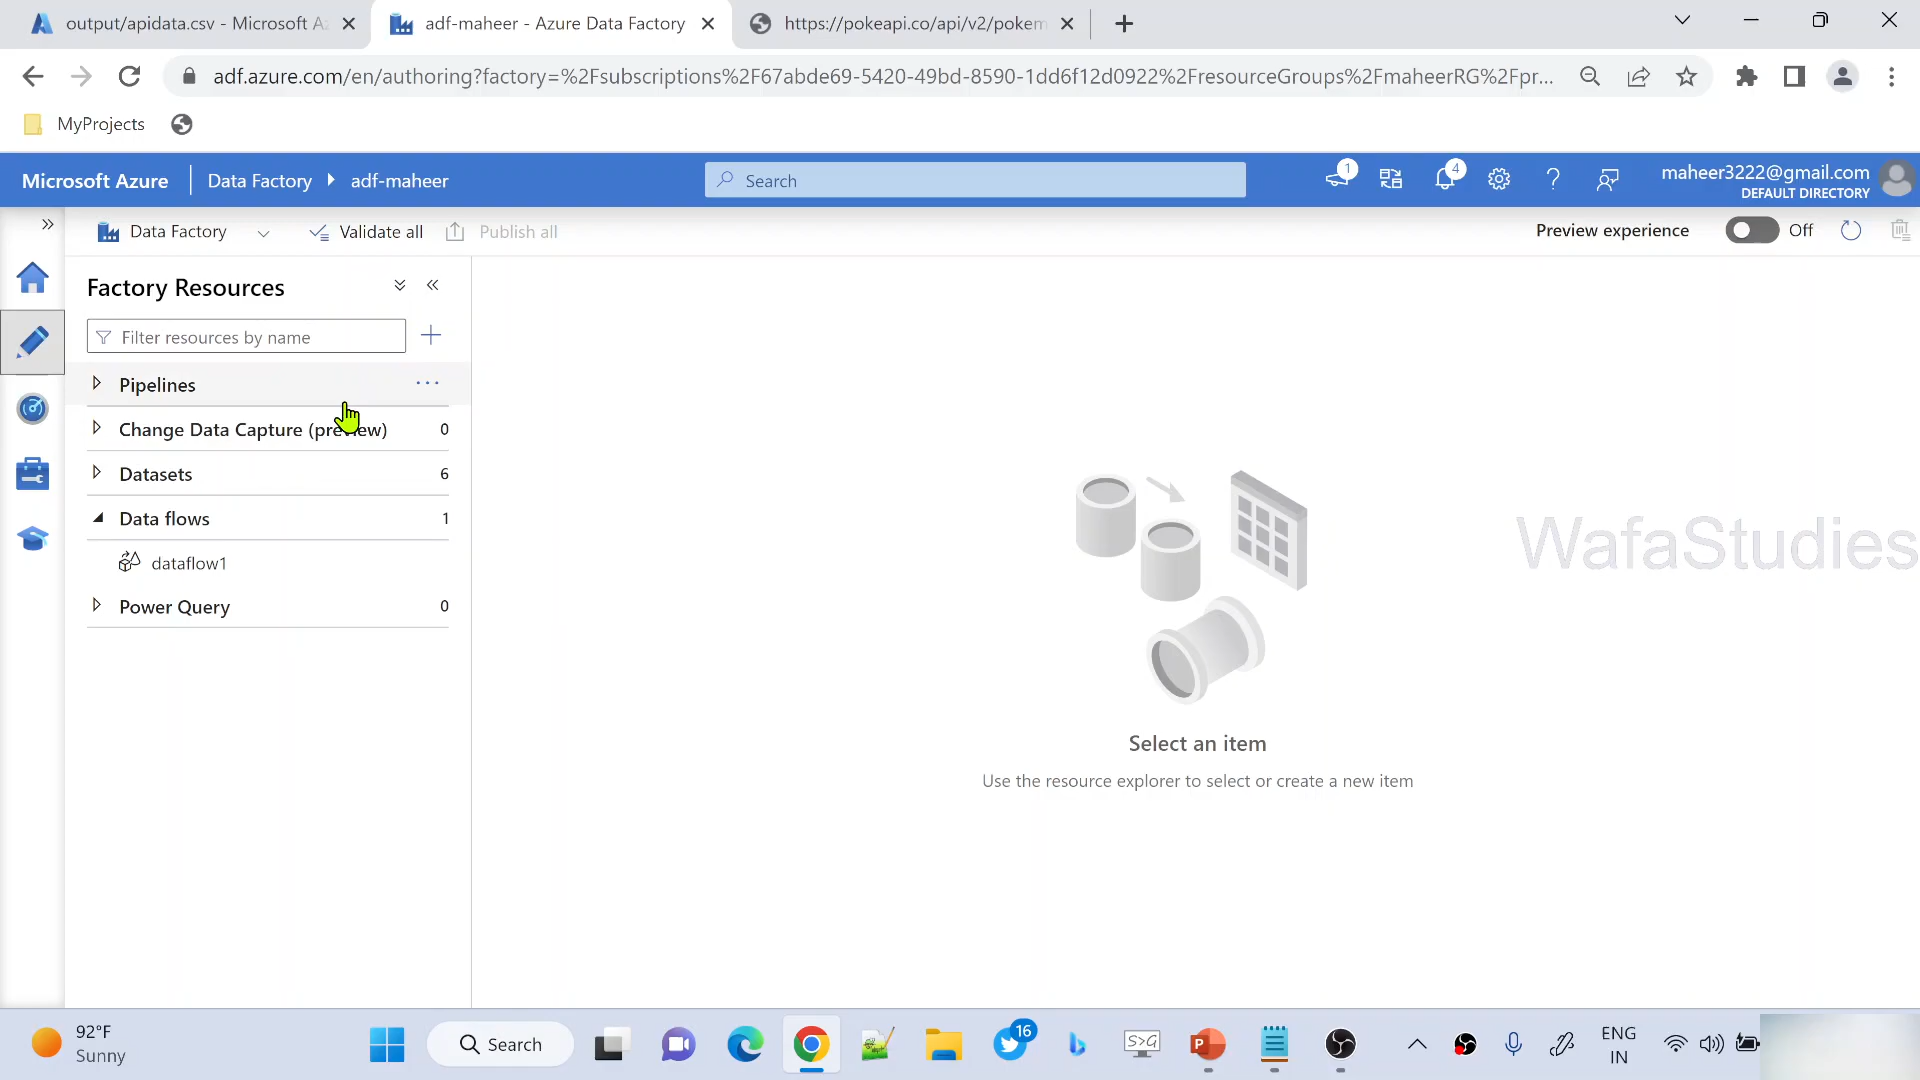 output/apidata.csv - Microsoft Az
adf-maheer - Azure Data Factory
https://pokeapi.co/api/v2/pokem
adf.azure.com/en/authoring?factory=%2Fsubscriptions%2F67abde69-5420-49bd-8590-1dd6f12d0922%2FresourceGroups%2FmaheerRG%2Fpr...
MyProjects
Microsoft Azure
Data Factory
adf-maheer
Search
1
4
maheer3222@gmail.com
DEFAULT DIRECTORY
Data Factory
Validate all
Publish all
Preview experience
Off
Factory Resources
Filter resources by name
Pipelines
Change Data Capture (preview) 0
Datasets 6
Data flows 1
dataflow1
Power Query 0
WafaStudies
Select an item
Use the resource explorer to select or create a new item
92°F
Sunny
Search
16
S>G
ENG
IN